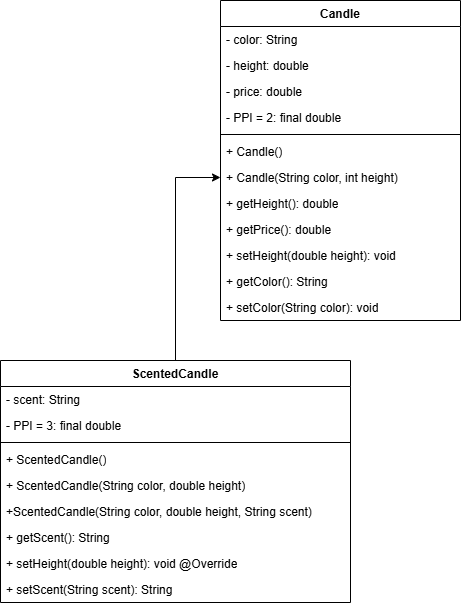 Candle
- color: String
- height: double
- price: double
- PPI = 2: final double
+ Candle()
+ Candle(String color, int height)
+ getHeight(): double
+ getPrice(): double
+ setHeight(double height): void
+ getColor(): String
+ setColor(String color): void
ScentedCandle
- scent: String
- PPI = 3: final double
+ ScentedCandle()
+ ScentedCandle(String color, double height)
+ScentedCandle(String color, double height, String scent)
+ getScent(): String
+ setHeight(double height): void @Override
+ setScent(String scent): String